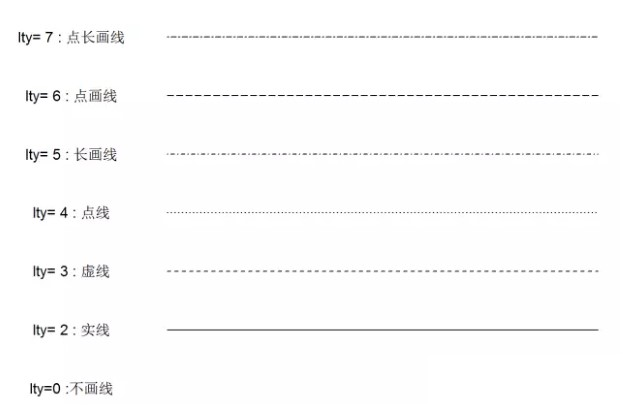 lty= 7 : 点长画线
lty= 6 : 点画线
lty= 5 : 长画线
lty= 4 : 点线
lty= 3 : 虚线
lty= 2 : 实线
lty=0 :不画线